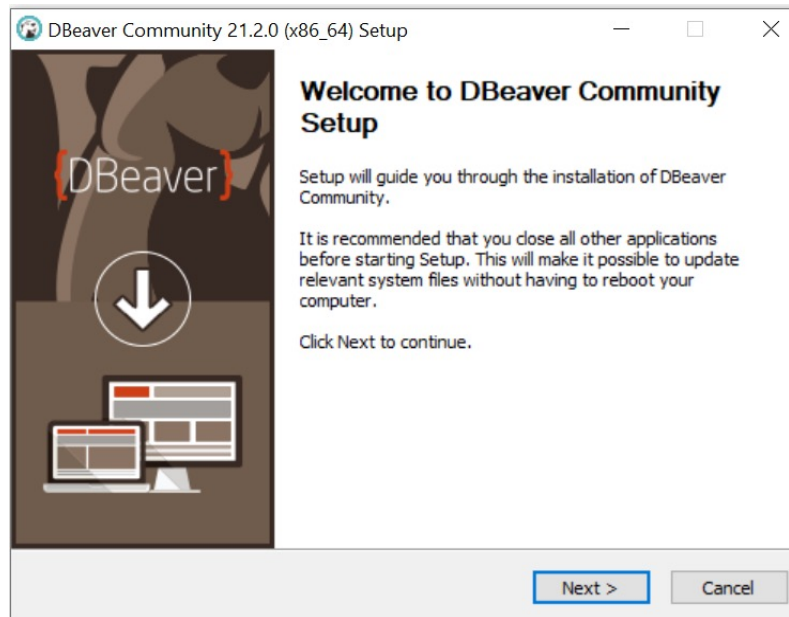 DBeaver Community 21.2.0 (x86_64) Setup
{DBeaver}
Welcome to DBeaver Community
Setup
Setup will guide you through the installation of DBeaver
Community.
It is recommended that you close all other applications
before starting Setup. This will make it possible to update
relevant system files without having to reboot your
computer.
Click Next to continue.
Next >
Cancel